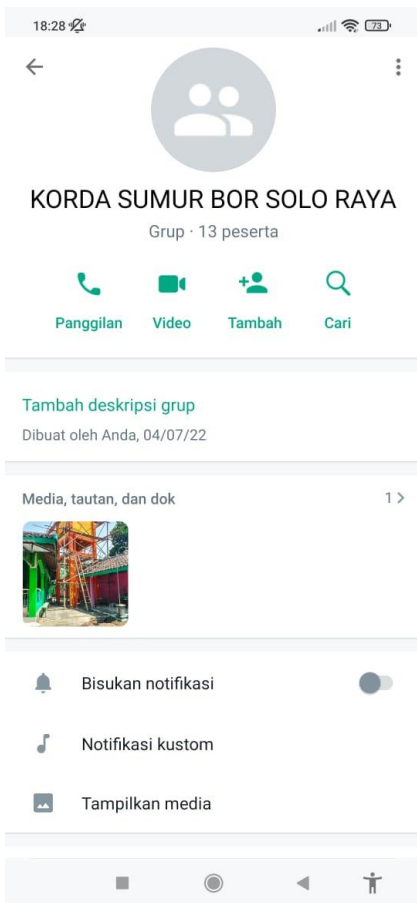 18:28
73
KORDA SUMUR BOR SOLO RAYA
Grup · 13 peserta
Panggilan Video Tambah Cari
Tambah deskripsi grup
Dibuat oleh Anda, 04/07/22
Media, tautan, dan dok 1 >
Bisukan notifikasi
Notifikasi kustom
Tampilkan media